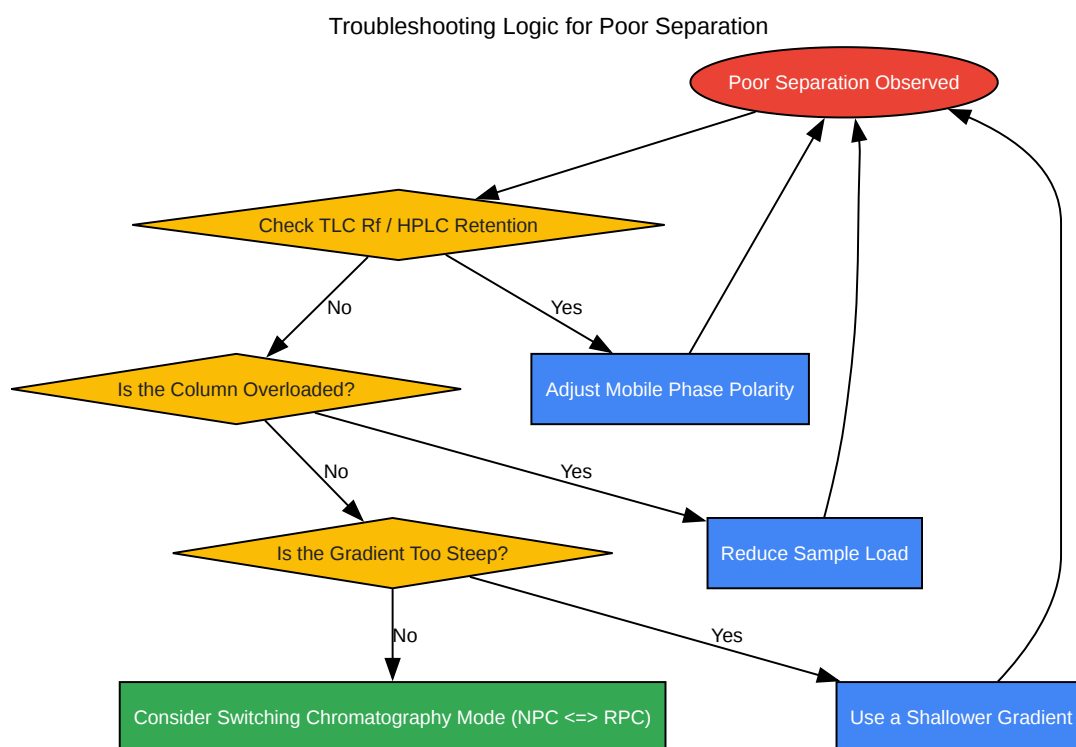 Troubleshooting Logic for Poor Separation
Poor Separation Observed
Check TLC Rf / HPLC Retention
No
Yes
Is the Column Overloaded?
Adjust Mobile Phase Polarity
No
Yes
Is the Gradient Too Steep?
Reduce Sample Load
No
Yes
Consider Switching Chromatography Mode (NPC <=> RPC)
Use a Shallower Gradient